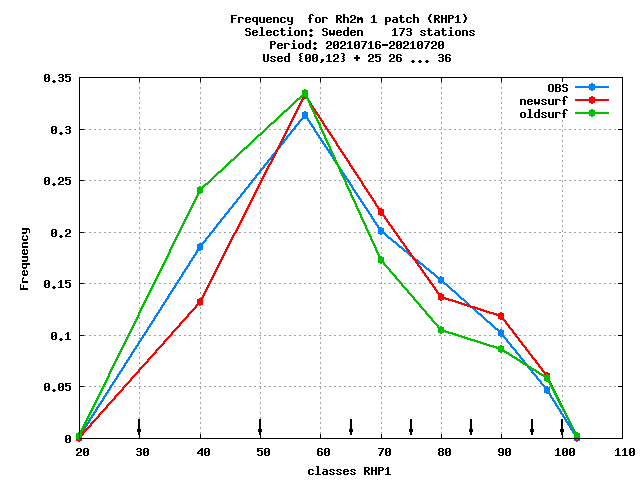 Frequency  for Rh2m 1 patch (RHP1)
Selection: Sweden    173 stations
Period: 20210716-20210720
Used {00,12} + 25 26 ... 36
0.35
0.3
0.25
0.2
0.15
0.1
0.05
0
Frequency
OBS
newsurf
oldsurf
20 30 40 50 60 70 80 90 100 110
classes RHP1